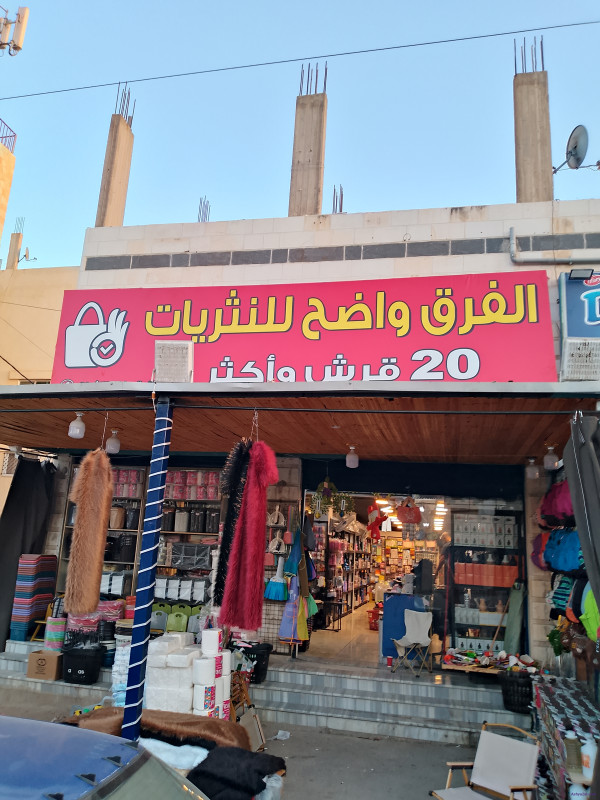 الفرق واضح للنثريات
20 قرش وأكثر